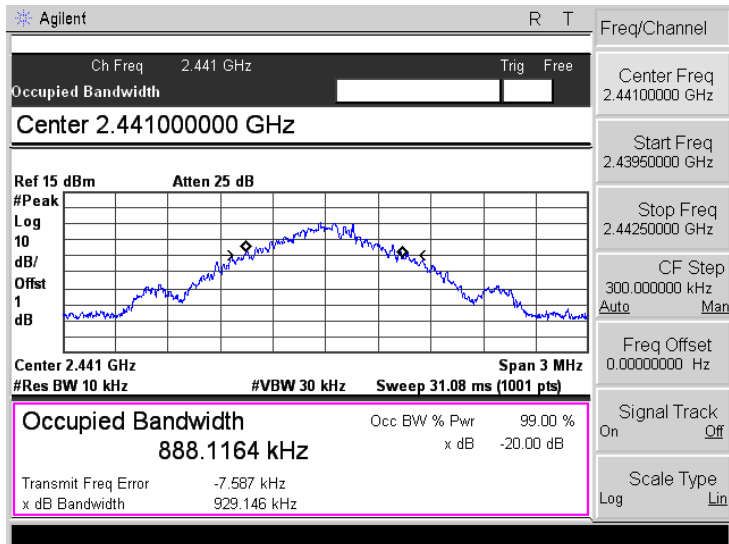 Agilent R T
Ch Freq 2.441 GHz Trig Free
Occupied Bandwidth
Center 2.441000000 GHz
Ref 15 dBm Atten 25 dB
#Peak
Log
10
dB/
Offst
1
dB
Center 2.441 GHz Span 3 MHz
#Res BW 10 kHz #VBW 30 kHz Sweep 31.08 ms (1001 pts)
Occupied Bandwidth Occ BW % Pwr 99.00 %
888.1164 kHz x dB -20.00 dB
Transmit Freq Error -7.587 kHz
x dB Bandwidth 929.146 kHz
Freq/Channel
Center Freq
2.44100000 GHz
Start Freq
2.43950000 GHz
Stop Freq
2.44250000 GHz
CF Step
300.000000 kHz
Auto Man
Freq Offset
0.00000000 Hz
Signal Track
On Off
Scale Type
Log Lin